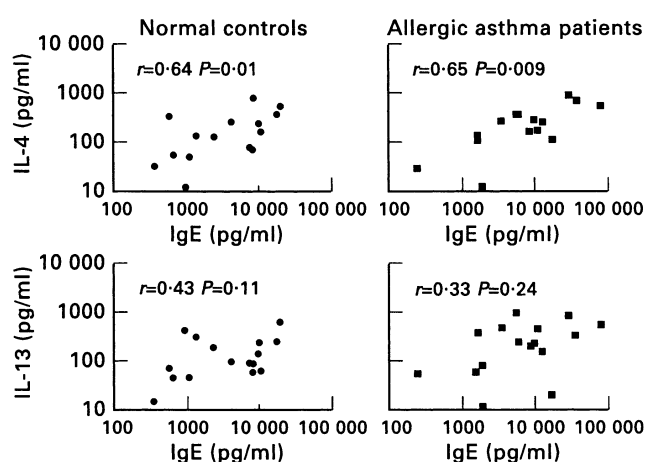 Normal controls
Allergic asthma patients
10 000
1000
100
10
IL-4 (pg/ml)
r=0·64 P=0·01
r=0·65 P=0·009
100 1000 10 000 100 000
100 1000 10 000 100 000
IgE (pg/ml)
IgE (pg/ml)
10 000
1000
100
10
IL-13 (pg/ml)
r=0·43 P=0·11
r=0·33 P=0·24
100 1000 10 000 100 000
100 1000 10 000 100 000
IgE (pg/ml)
IgE (pg/ml)